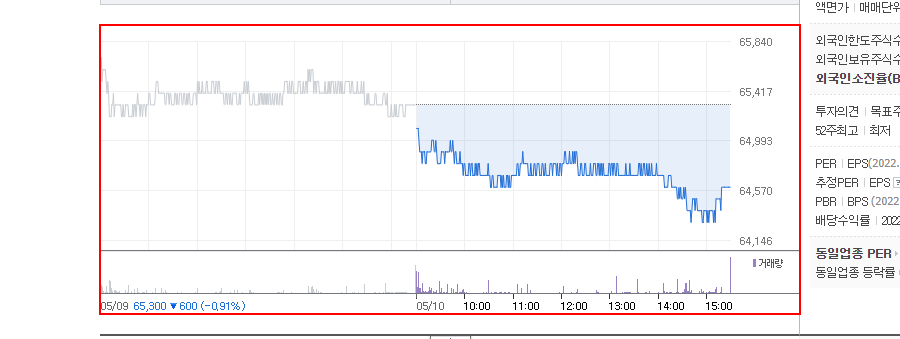 액면가 | 매매단위
65,840
외국인한도주식수
외국인보유주식수
외국인소진율(B
65,417
투자의견 | 목표주
52주최고 | 최저
64,993
PER | EPS(2022.
추정PER | EPS
64,570
PBR | BPS (2022
배당수익률 | 2022
64,146
동일업종 PER
거래량
동일업종 등락률
05/09 65,300 ▼600 (-0,91%)
05/10 10:00 11:00 12:00 13:00 14:00 15:00